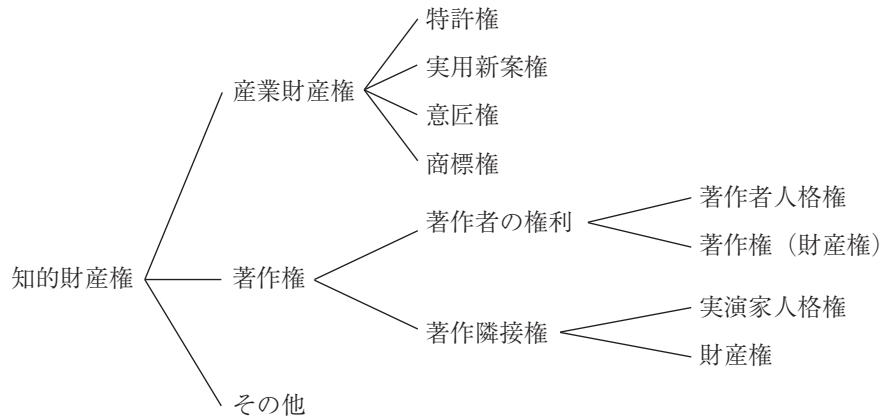 特許権
実用新案権
産業財産権
意匠権
商標権
著作者人格権
著作者の権利
著作権（財産権）
知的財産権
著作権
実演家人格権
著作隣接権
財産権
その他